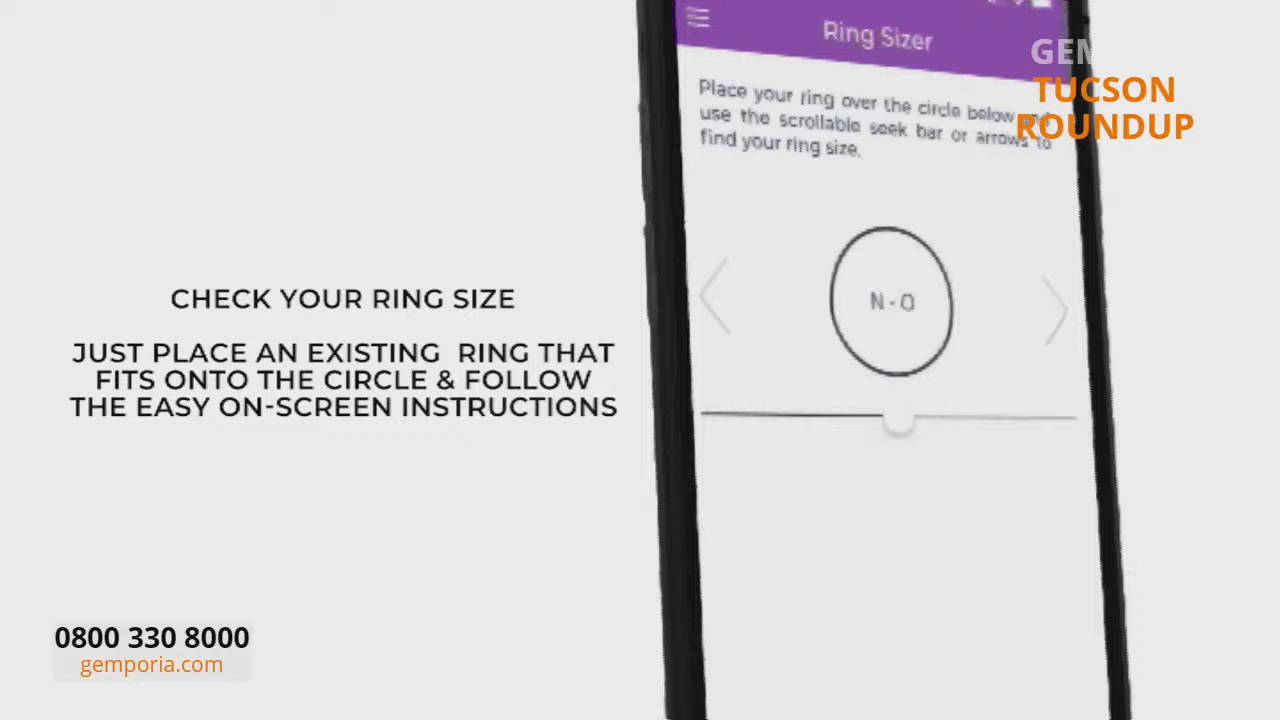 Ring Sizer
Place your ring over the circle below
use the scrollable seek bar or arrows to
find your ring size.
N - O
GEM
TUCSON
ROUNDUP
CHECK YOUR RING SIZE
JUST PLACE AN EXISTING RING THAT
FITS ONTO THE CIRCLE & FOLLOW
THE EASY ON-SCREEN INSTRUCTIONS
0800 330 8000
gemporia.com